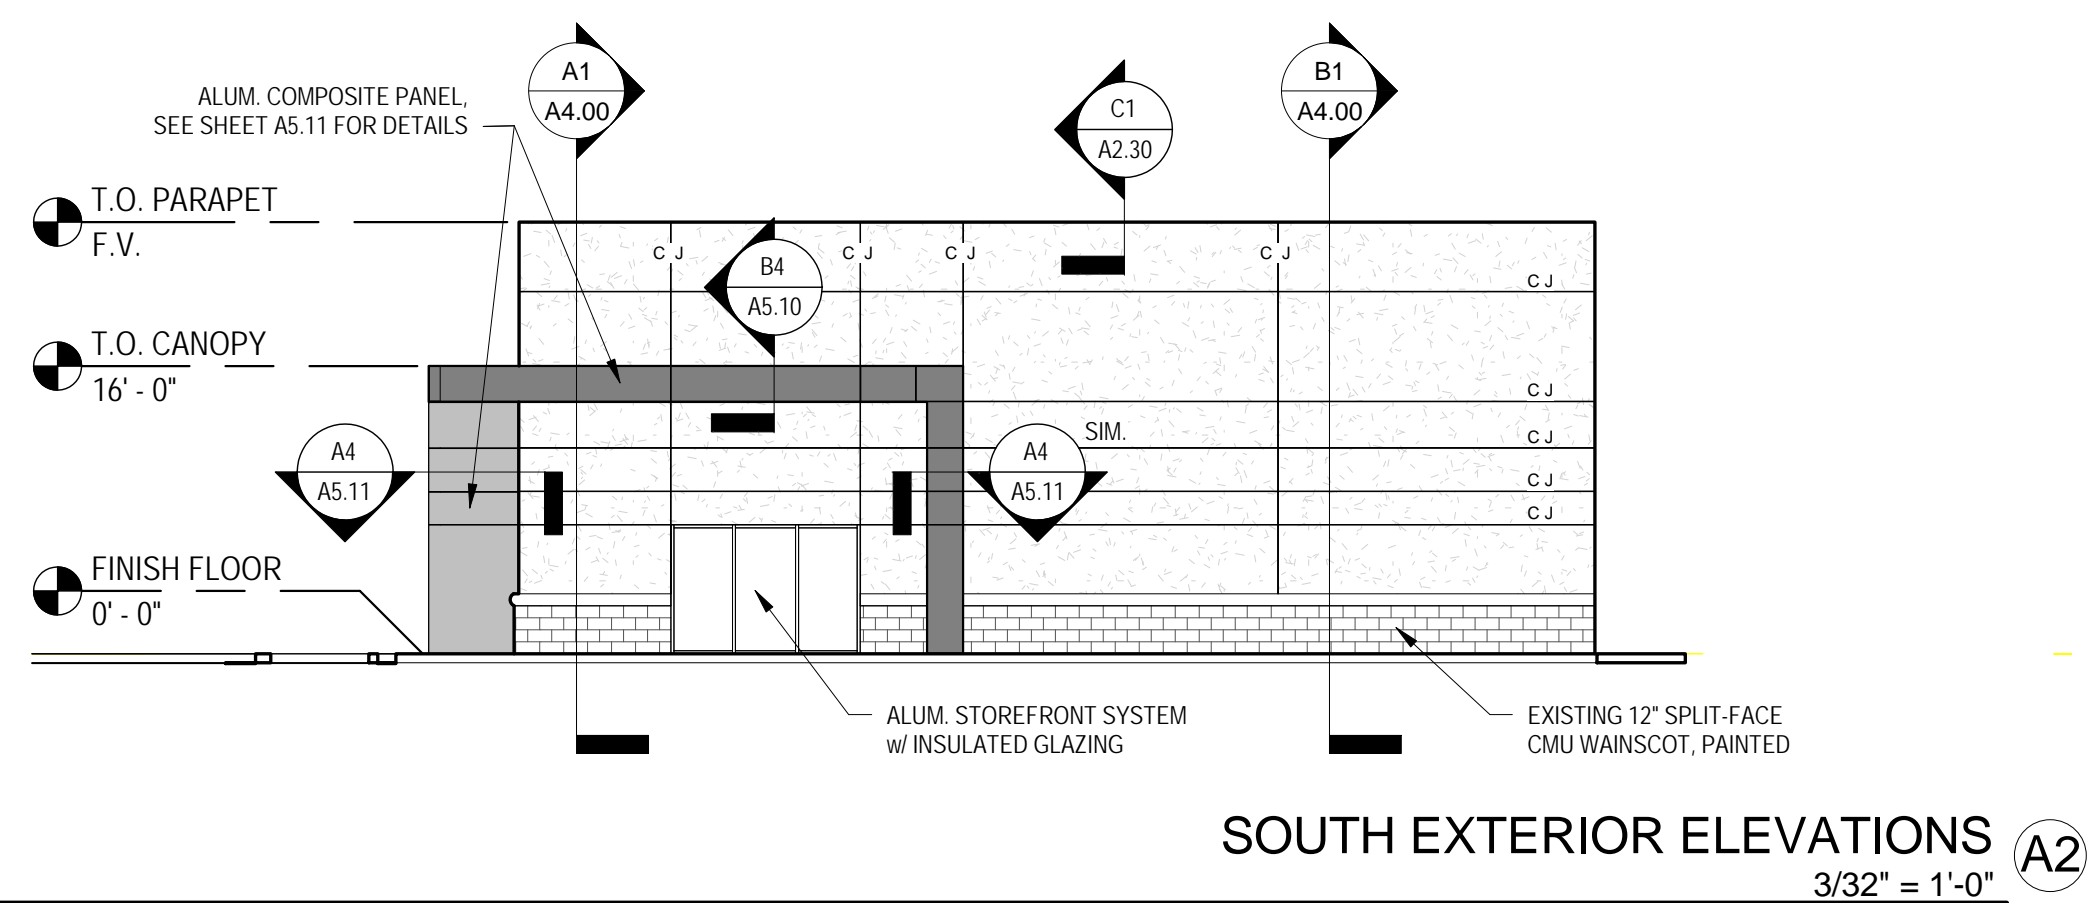 A1
A4.00
B1
A4.00
C1
A2.30
ALUM. COMPOSITE PANEL,
SEE SHEET A5.11 FOR DETAILS
T.O. PARAPET
F.V.
C J
C J
C J
C J
B4
A5.10
C J
T.O. CANOPY
16' - 0"
C J
A4
A5.11
A4
A5.11
SIM.
C J
C J
C J
FINISH FLOOR
0' - 0"
ALUM. STOREFRONT SYSTEM
w/ INSULATED GLAZING
EXISTING 12" SPLIT-FACE
CMU WAINSCOT, PAINTED
SOUTH EXTERIOR ELEVATIONS
3/32" = 1'-0"
A2